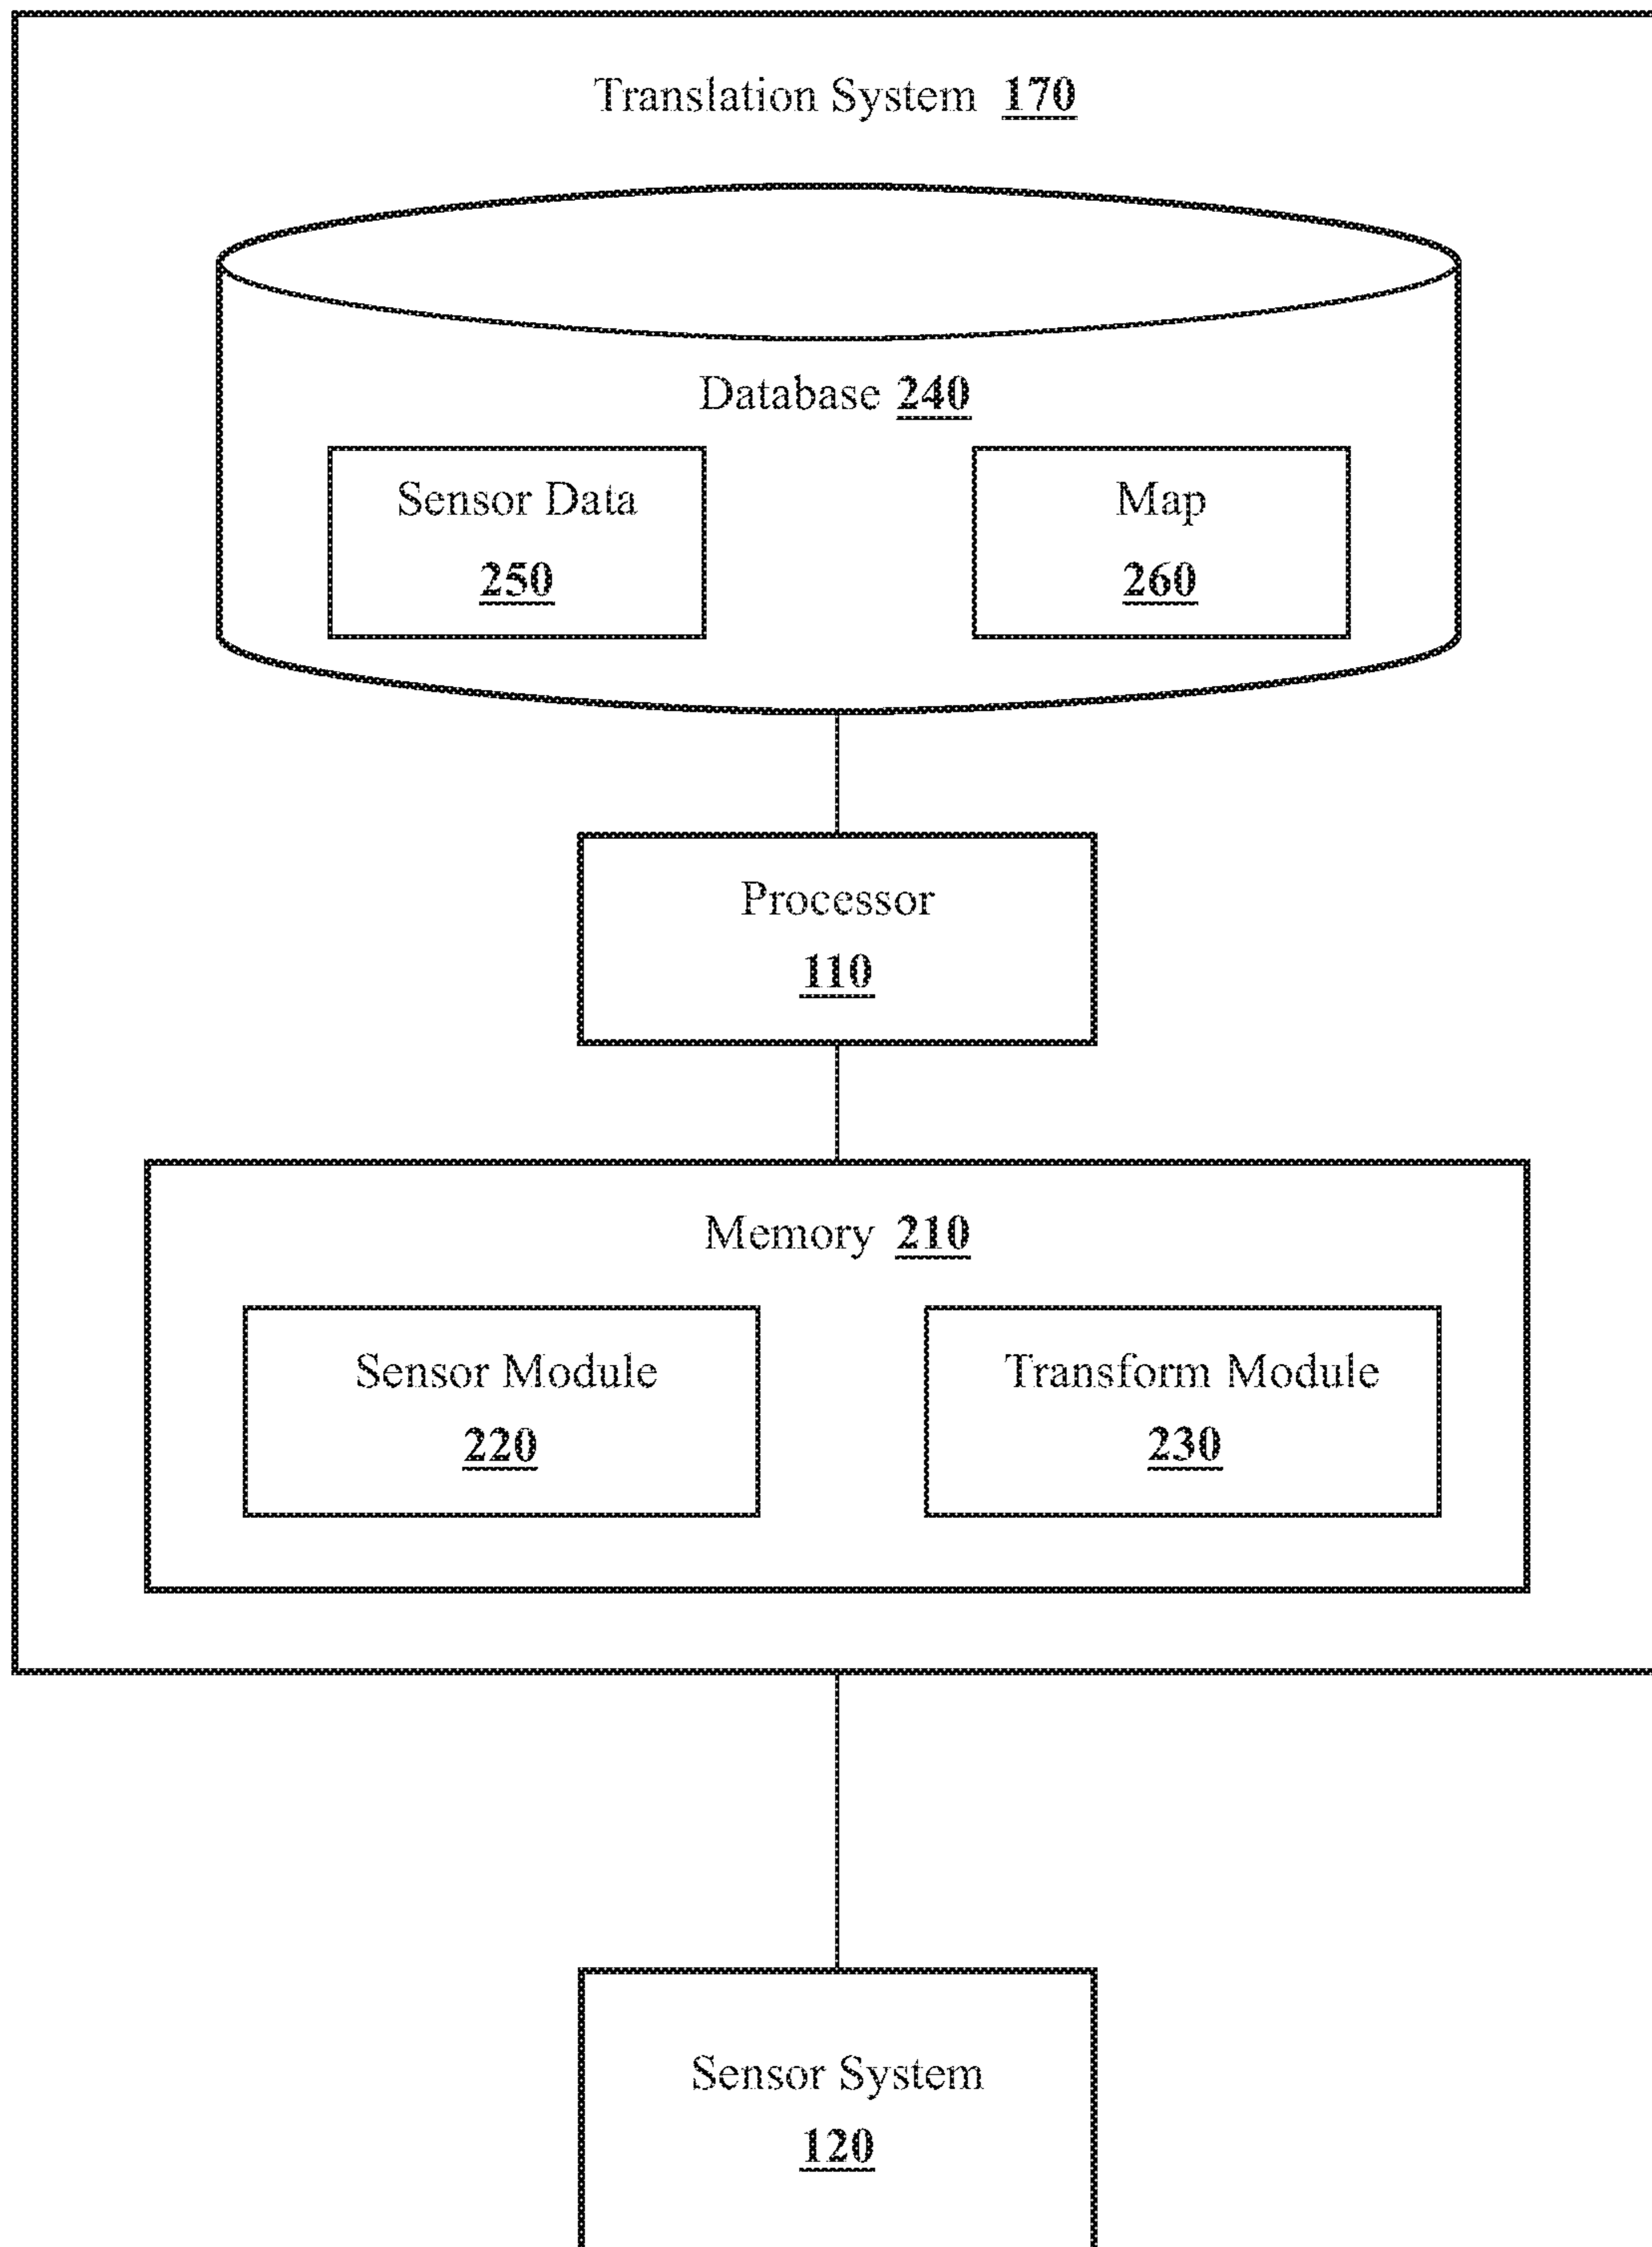 Translation System 170
Database 240
Sensor Data
250
Map
260
Processor
110
Memory 210
Sensor Module
220
Transform Module
230
Sensor System
120